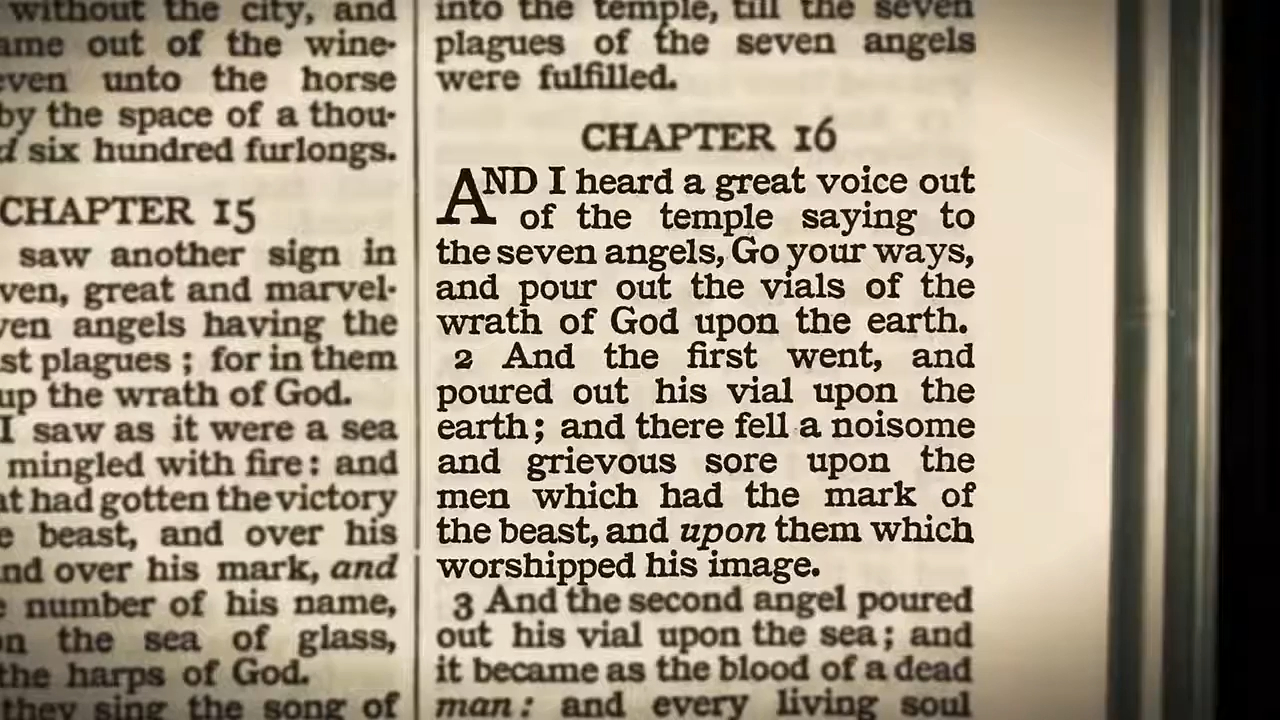 without the city, and
ame out of the wine-
even unto the horse
by the space of a thou-
d six hundred furlongs.
CHAPTER 15
saw another sign in
ven, great and marvel-
ven angels having the
st plagues; for in them
up the wrath of God.
I saw as it were a sea
mingled with fire: and
at had gotten the victory
e beast, and over his
nd over his mark, and
e number of his name,
on the sea of glass,
the harps of God.
they sing the song of
into the temple, till the seven
plagues of the seven angels
were fulfilled.
CHAPTER 16
AND I heard a great voice out
of the temple saying to
the seven angels, Go your ways,
and pour out the vials of the
wrath of God upon the earth.
2 And the first went, and
poured out his vial upon the
earth; and there fell a noisome
and grievous sore upon the
men which had the mark of
the beast, and upon them which
worshipped his image.
3 And the second angel poured
out his vial upon the sea; and
it became as the blood of a dead
man: and every living soul